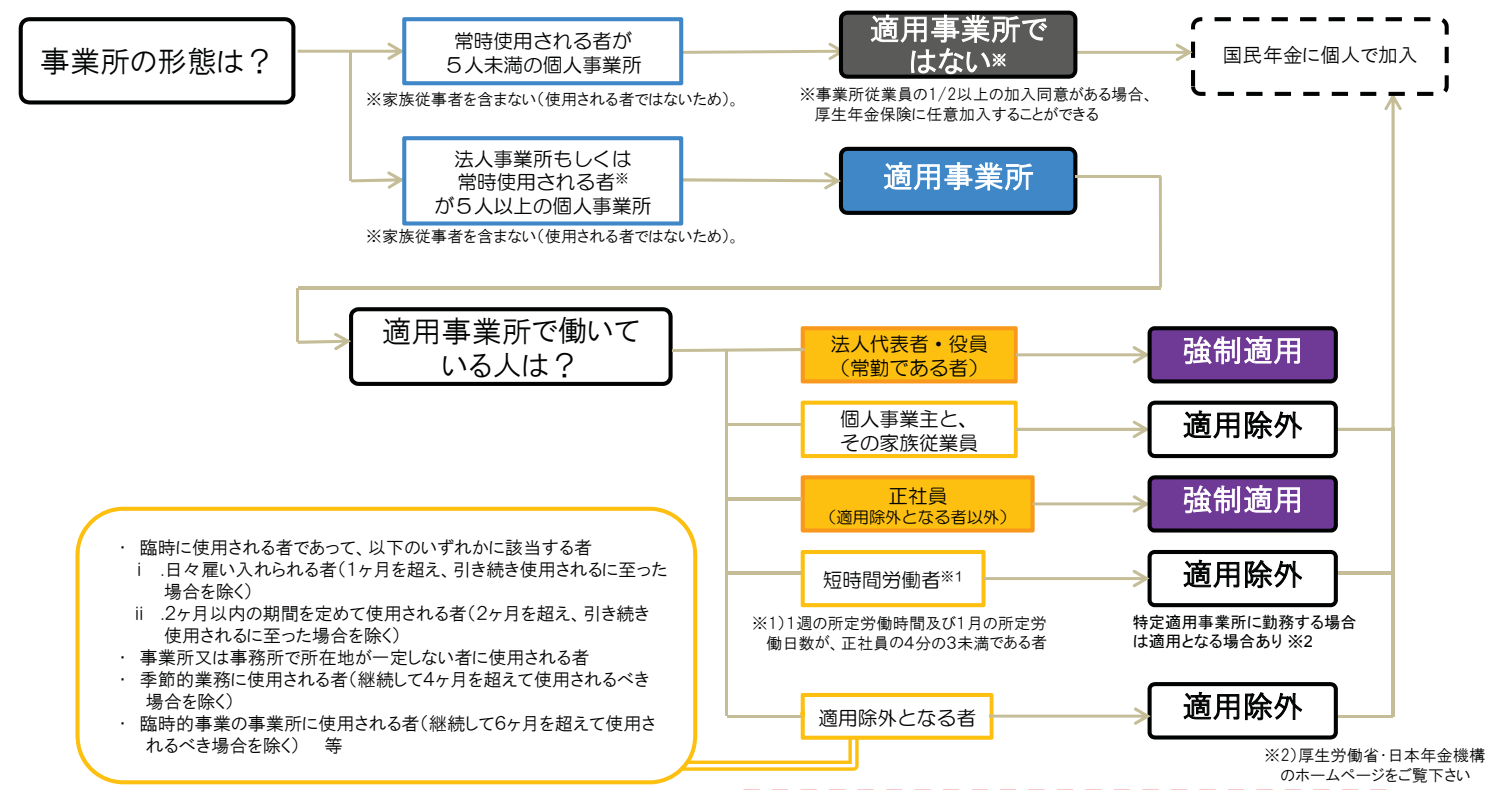 事業所の形態は？
常時使用される者が
５人未満の個人事業所
※家族従事者を含まない（使用される者ではないため）。
適用事業所で
はない※
※事業所従業員の1/2以上の加入同意がある場合、
厚生年金保険に任意加入することができる
国民年金に個人で加入
法人事業所もしくは
常時使用される者※
が５人以上の個人事業所
※家族従事者を含まない（使用される者ではないため）。
適用事業所
適用事業所で働いて
いる人は？
法人代表者・役員
（常勤である者）
強制適用
個人事業主と、
その家族従業員
適用除外
正社員
（適用除外となる者以外）
強制適用
短時間労働者※1
適用除外
※1）1週の所定労働時間及び1月の所定労
働日数が、正社員の4分の3未満である者
特定適用事業所に勤務する場合
は適用となる場合あり ※2
適用除外となる者
適用除外
※2）厚生労働省・日本年金機構
のホームページをご覧下さい
・ 臨時に使用される者であって、以下のいずれかに該当する者
ⅰ .日々雇い入れられる者（1ヶ月を超え、引き続き使用されるに至った
場合を除く）
ⅱ .2ヶ月以内の期間を定めて使用される者（2ヶ月を超え、引き続き
使用されるに至った場合を除く）
・ 事業所又は事務所で所在地が一定しない者に使用される者
・ 季節的業務に使用される者（継続して4ヶ月を超えて使用されるべき
場合を除く）
・ 臨時的事業の事業所に使用される者（継続して6ヶ月を超えて使用さ
れるべき場合を除く） 等